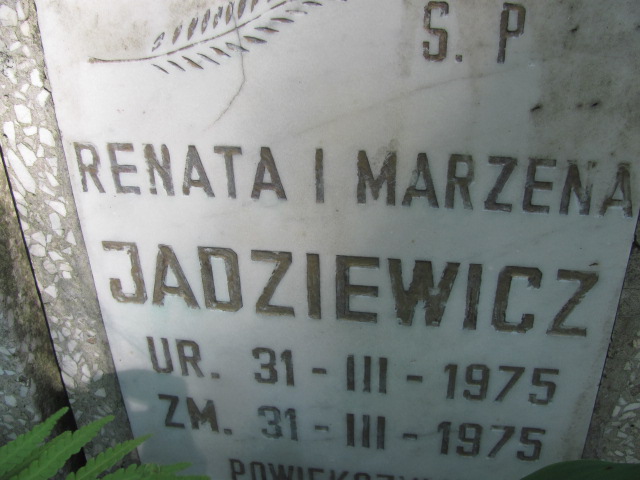 S. P
RENATA I MARZENA
JADZIEWICZ
UR. 31 - III - 1975
ZM. 31 - III - 1975